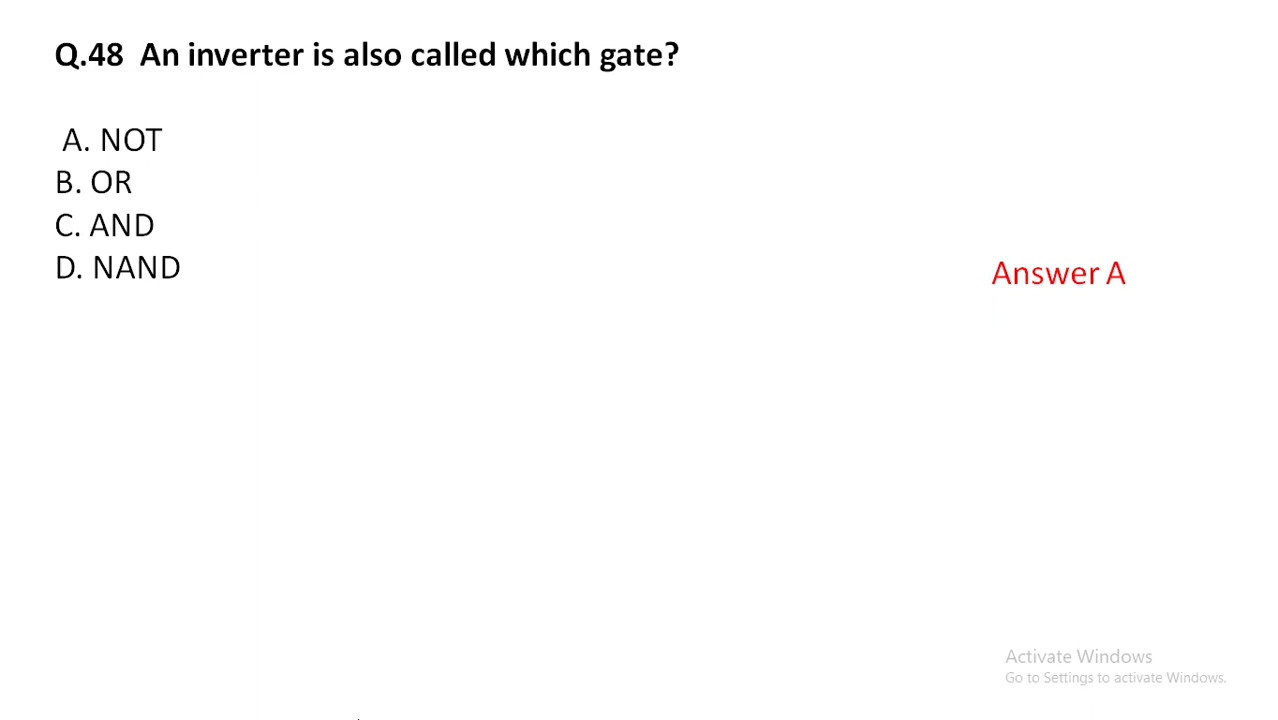 Q.48 An inverter is also called which gate?
A. NOT
B. OR
C. AND
D. NAND
Answer A
Activate Windows
Go to Settings to activate Windows.